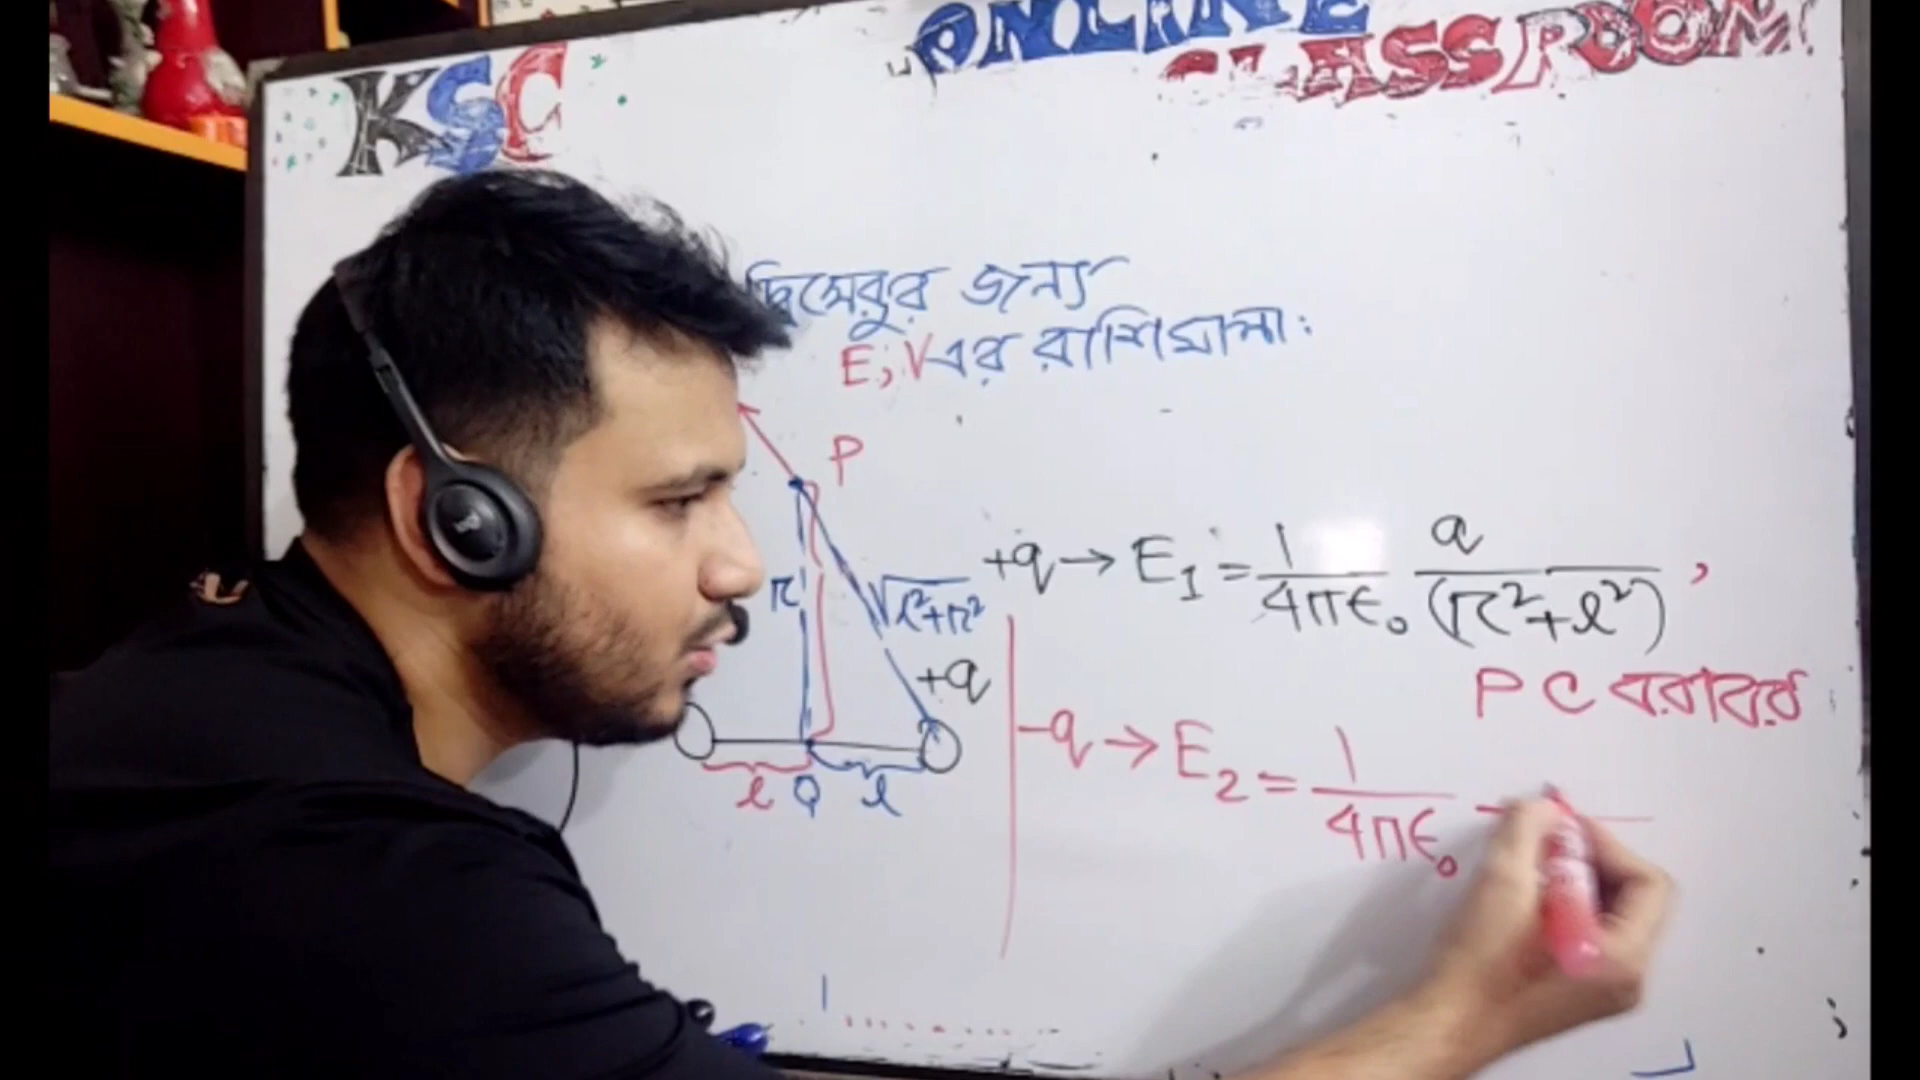 KSC
ONLINE
CLASSROOM
দ্বিমেরুর জন্য
E, V এর রাশিমালা:
P
r
√l²+r²
+q
l O l
+q → E₁ = 1/4πε₀ q/(r²+l²) ,
PC বরাবর
-q → E₂ = 1/4πε₀